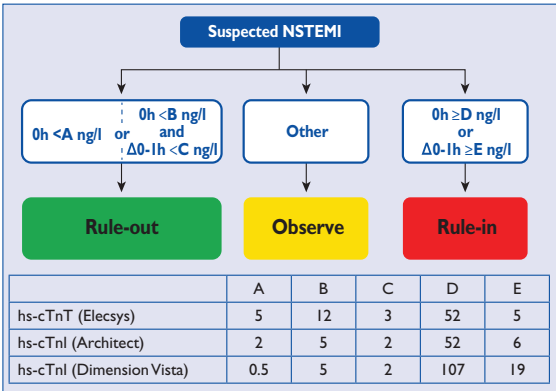 Suspected NSTEMI
0h <A ng/l or 0h <B ng/l
and
Δ0-1h <C ng/l
Other
0h ≥D ng/l
or
Δ0-1h ≥E ng/l
Rule-out
Observe
Rule-in
A B C D E
hs-cTnT (Elecsys) 5 12 3 52 5
hs-cTnI (Architect) 2 5 2 52 6
hs-cTnI (Dimension Vista) 0.5 5 2 107 19